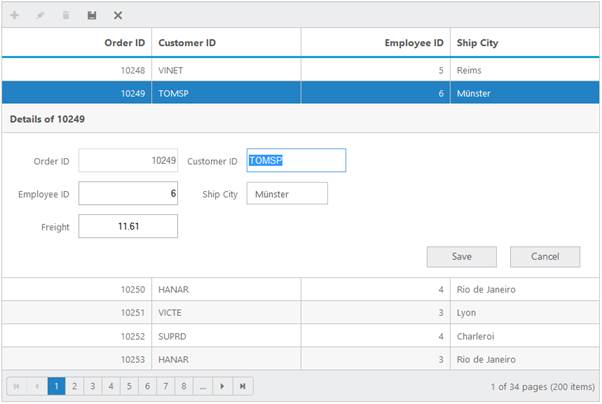 Order ID Customer ID Employee ID Ship City
10248 VINET 5 Reims
10249 TOMSP 6 Münster
Details of 10249
Order ID 10249 Customer ID TOMSP
Employee ID 6 Ship City Münster
Freight 11.61
Save Cancel
10250 HANAR 4 Rio de Janeiro
10251 VICTE 3 Lyon
10252 SUPRD 4 Charleroi
10253 HANAR 3 Rio de Janeiro
1 2 3 4 5 6 7 8 ... 1 of 34 pages (200 items)